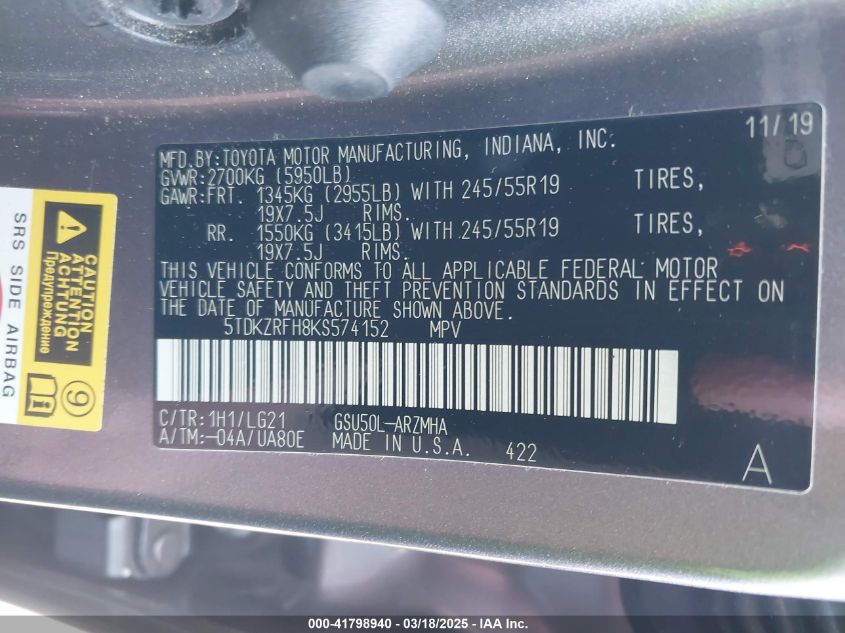 11/19
MFD.BY:TOYOTA MOTOR MANUFACTURING, INDIANA, INC.
GVWR:2700KG (5950LB)
GAWR:FRT. 1345KG (2955LB) WITH 245/55R19 TIRES,
19X7.5J RIMS.
RR. 1550KG (3415LB) WITH 245/55R19 TIRES,
19X7.5J RIMS.
THIS VEHICLE CONFORMS TO ALL APPLICABLE FEDERAL MOTOR
VEHICLE SAFETY AND THEFT PREVENTION STANDARDS IN EFFECT ON
THE DATE OF MANUFACTURE SHOWN ABOVE.
5TDKZRFH8KS574152 MPV
C/TR:1H1/LG21 GSU50L-ARZMHA
A/TM:-04A/UA80E MADE IN U.S.A. 422
A
SRS SIDE AIRBAG
CAUTION
ATTENTION
ACHTUNG
Предупреждение
9
000-41798940 - 03/18/2025 - IAA Inc.